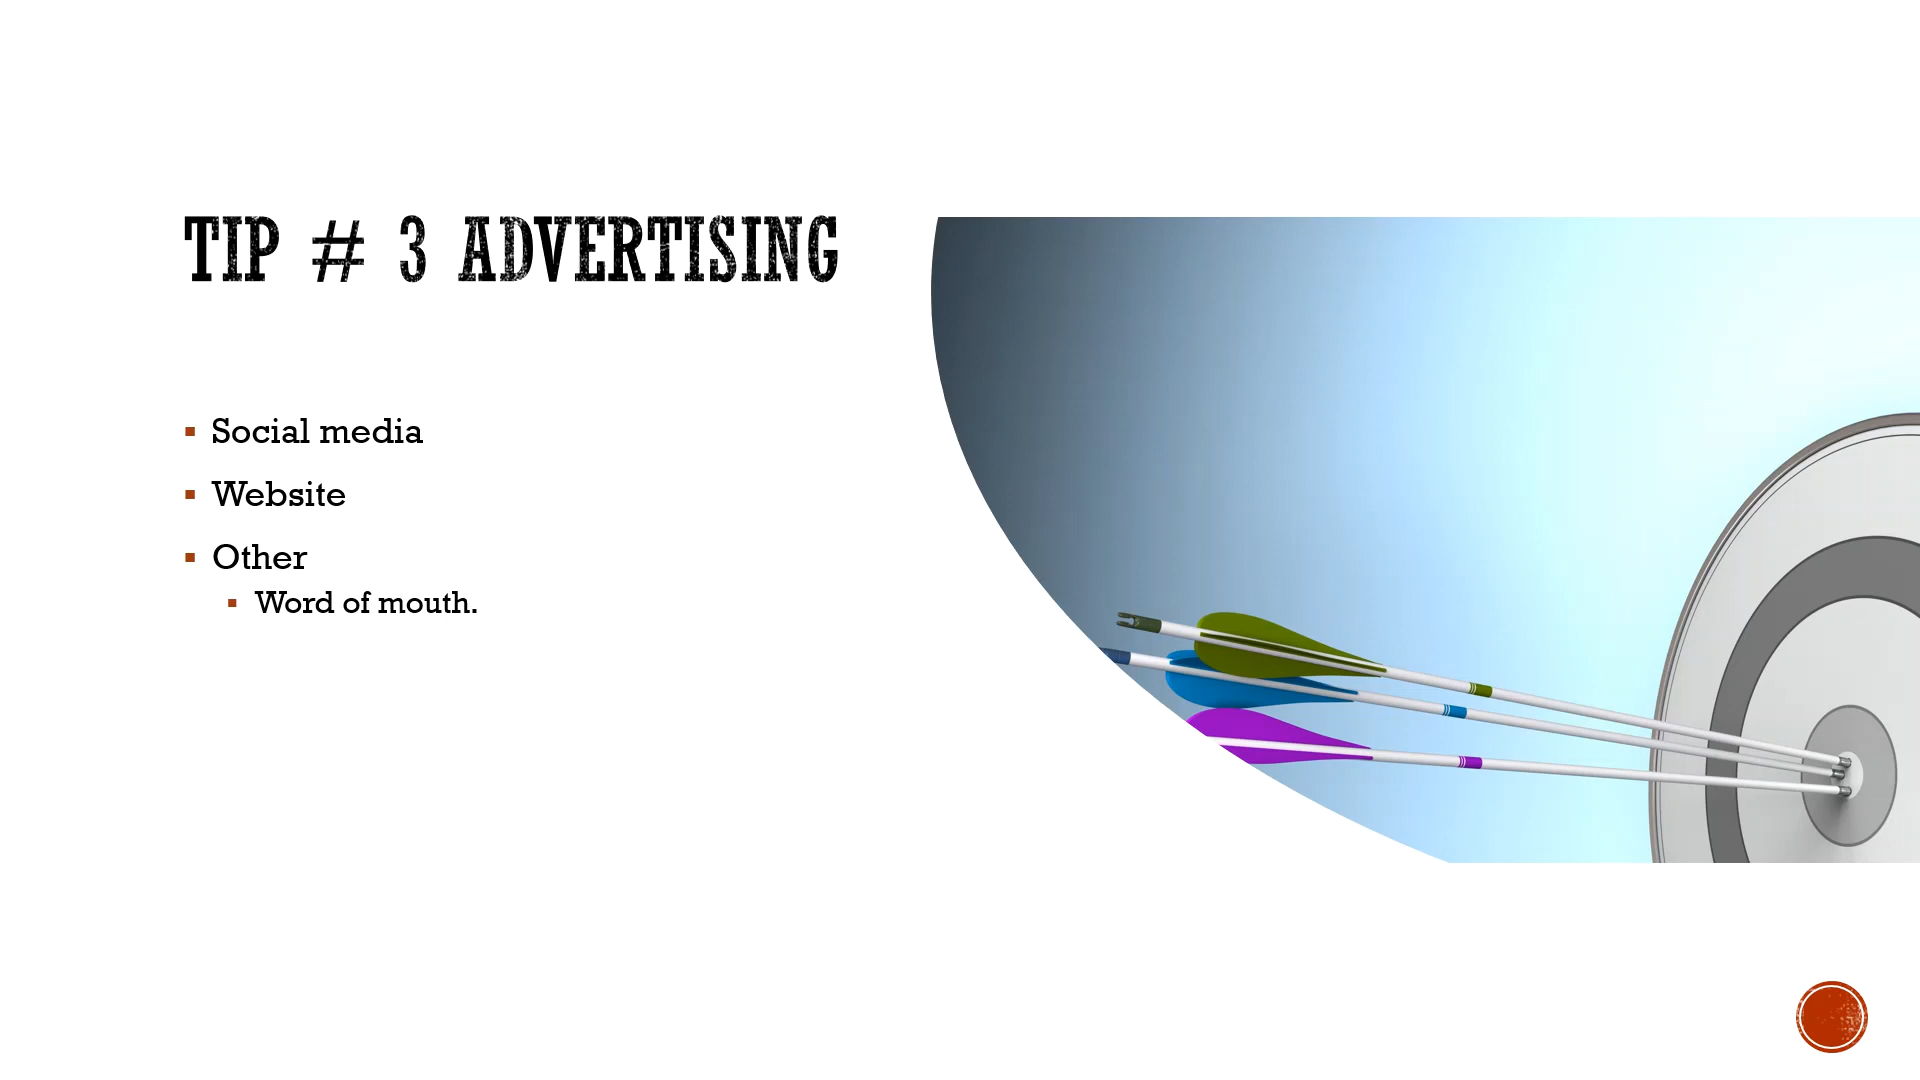 TIP # 3 ADVERTISING
Social media
Website
Other
Word of mouth.